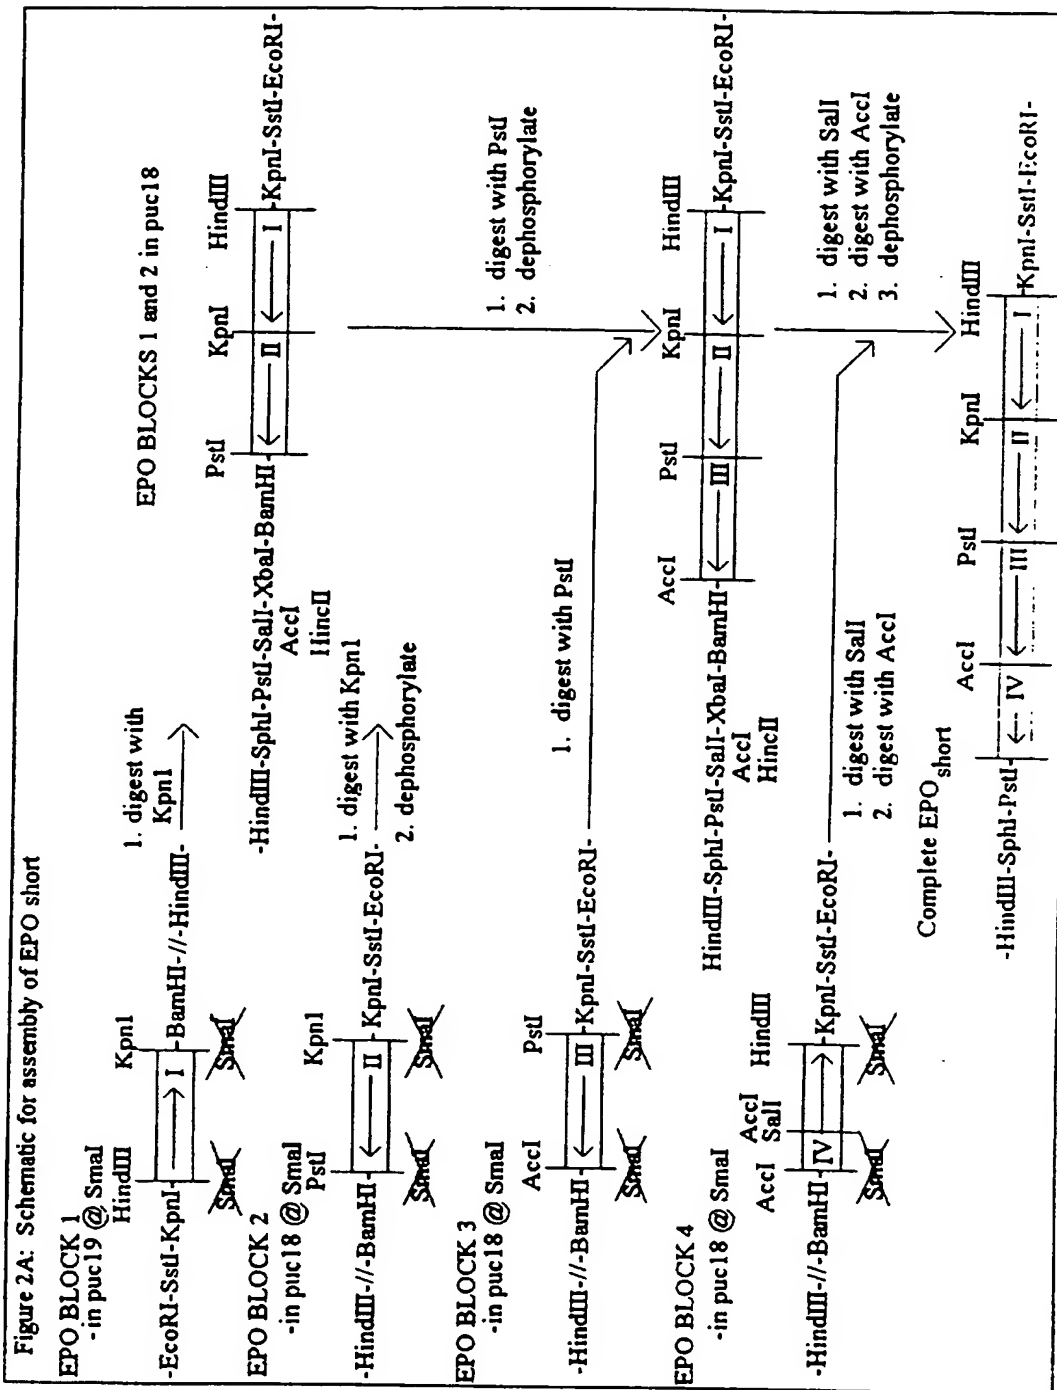 Figure 2A: Schematic for assembly of EPO short
EPO BLOCK 1
-in puc19 @ SmaI
HindIII
KpnI
-EcoRI-SstI-KpnI-
I
-BamHI-//-HindIII-
SmaI
SmaI
1. digest with
Kpn1
EPO BLOCK 2
-in puc18 @ SmaI
PstI
Kpn1
-HindIII-//-BamHI-
II
-KpnI-SstI-EcoRI-
SmaI
SmaI
1. digest with Kpn1
2. dephosphorylate
EPO BLOCKS 1 and 2 in puc18
PstI
KpnI
HindIII
-HindIII-SphI-PstI-SalI-XbaI-BamHI-
II
I
-KpnI-SstI-EcoRI-
AccI
HincII
1. digest with PstI
2. dephosphorylate
EPO BLOCK 3
-in puc18 @ SmaI
AccI
PstI
-HindIII-//-BamHI-
III
-KpnI-SstI-EcoRI-
SmaI
SmaI
1. digest with PstI
AccI
PstI
KpnI
HindIII
HindIII-SphI-PstI-SalI-XbaI-BamHI-
III
II
I
-KpnI-SstI-EcoRI-
AccI
HincII
1. digest with SalI
2. digest with AccI
3. dephosphorylate
EPO BLOCK 4
-in puc18 @ SmaI
AccI
AccI
SalI
HindIII
-HindIII-//-BamHI-
IV
-KpnI-SstI-EcoRI-
SmaI
SmaI
1. digest with SalI
2. digest with AccI
Complete EPO short
AccI
PstI
KpnI
HindIII
-HindIII-SphI-PstI-
IV
III
II
I
-KpnI-SstI-EcoRI-